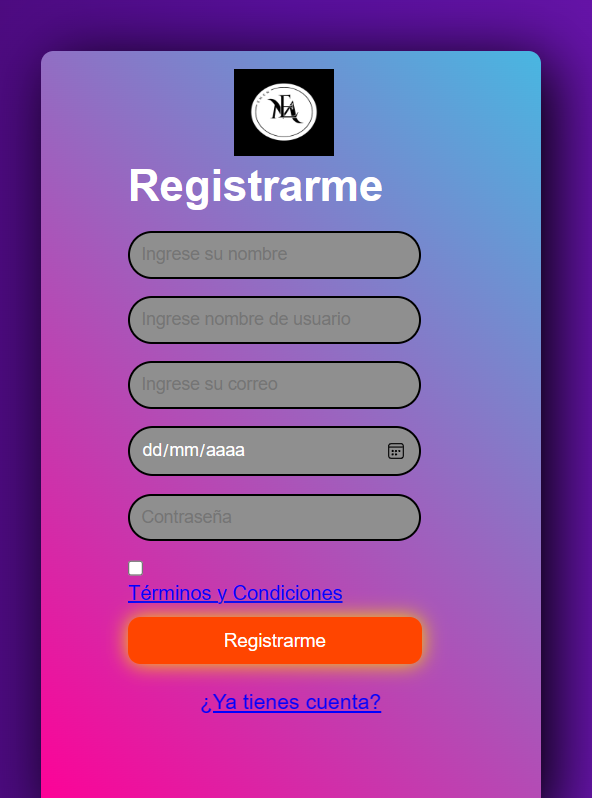 Registrarme
Ingrese su nombre
Ingrese nombre de usuario
Ingrese su correo
dd/mm/aaaa
Contraseña
Términos y Condiciones
Registrarme
¿Ya tienes cuenta?